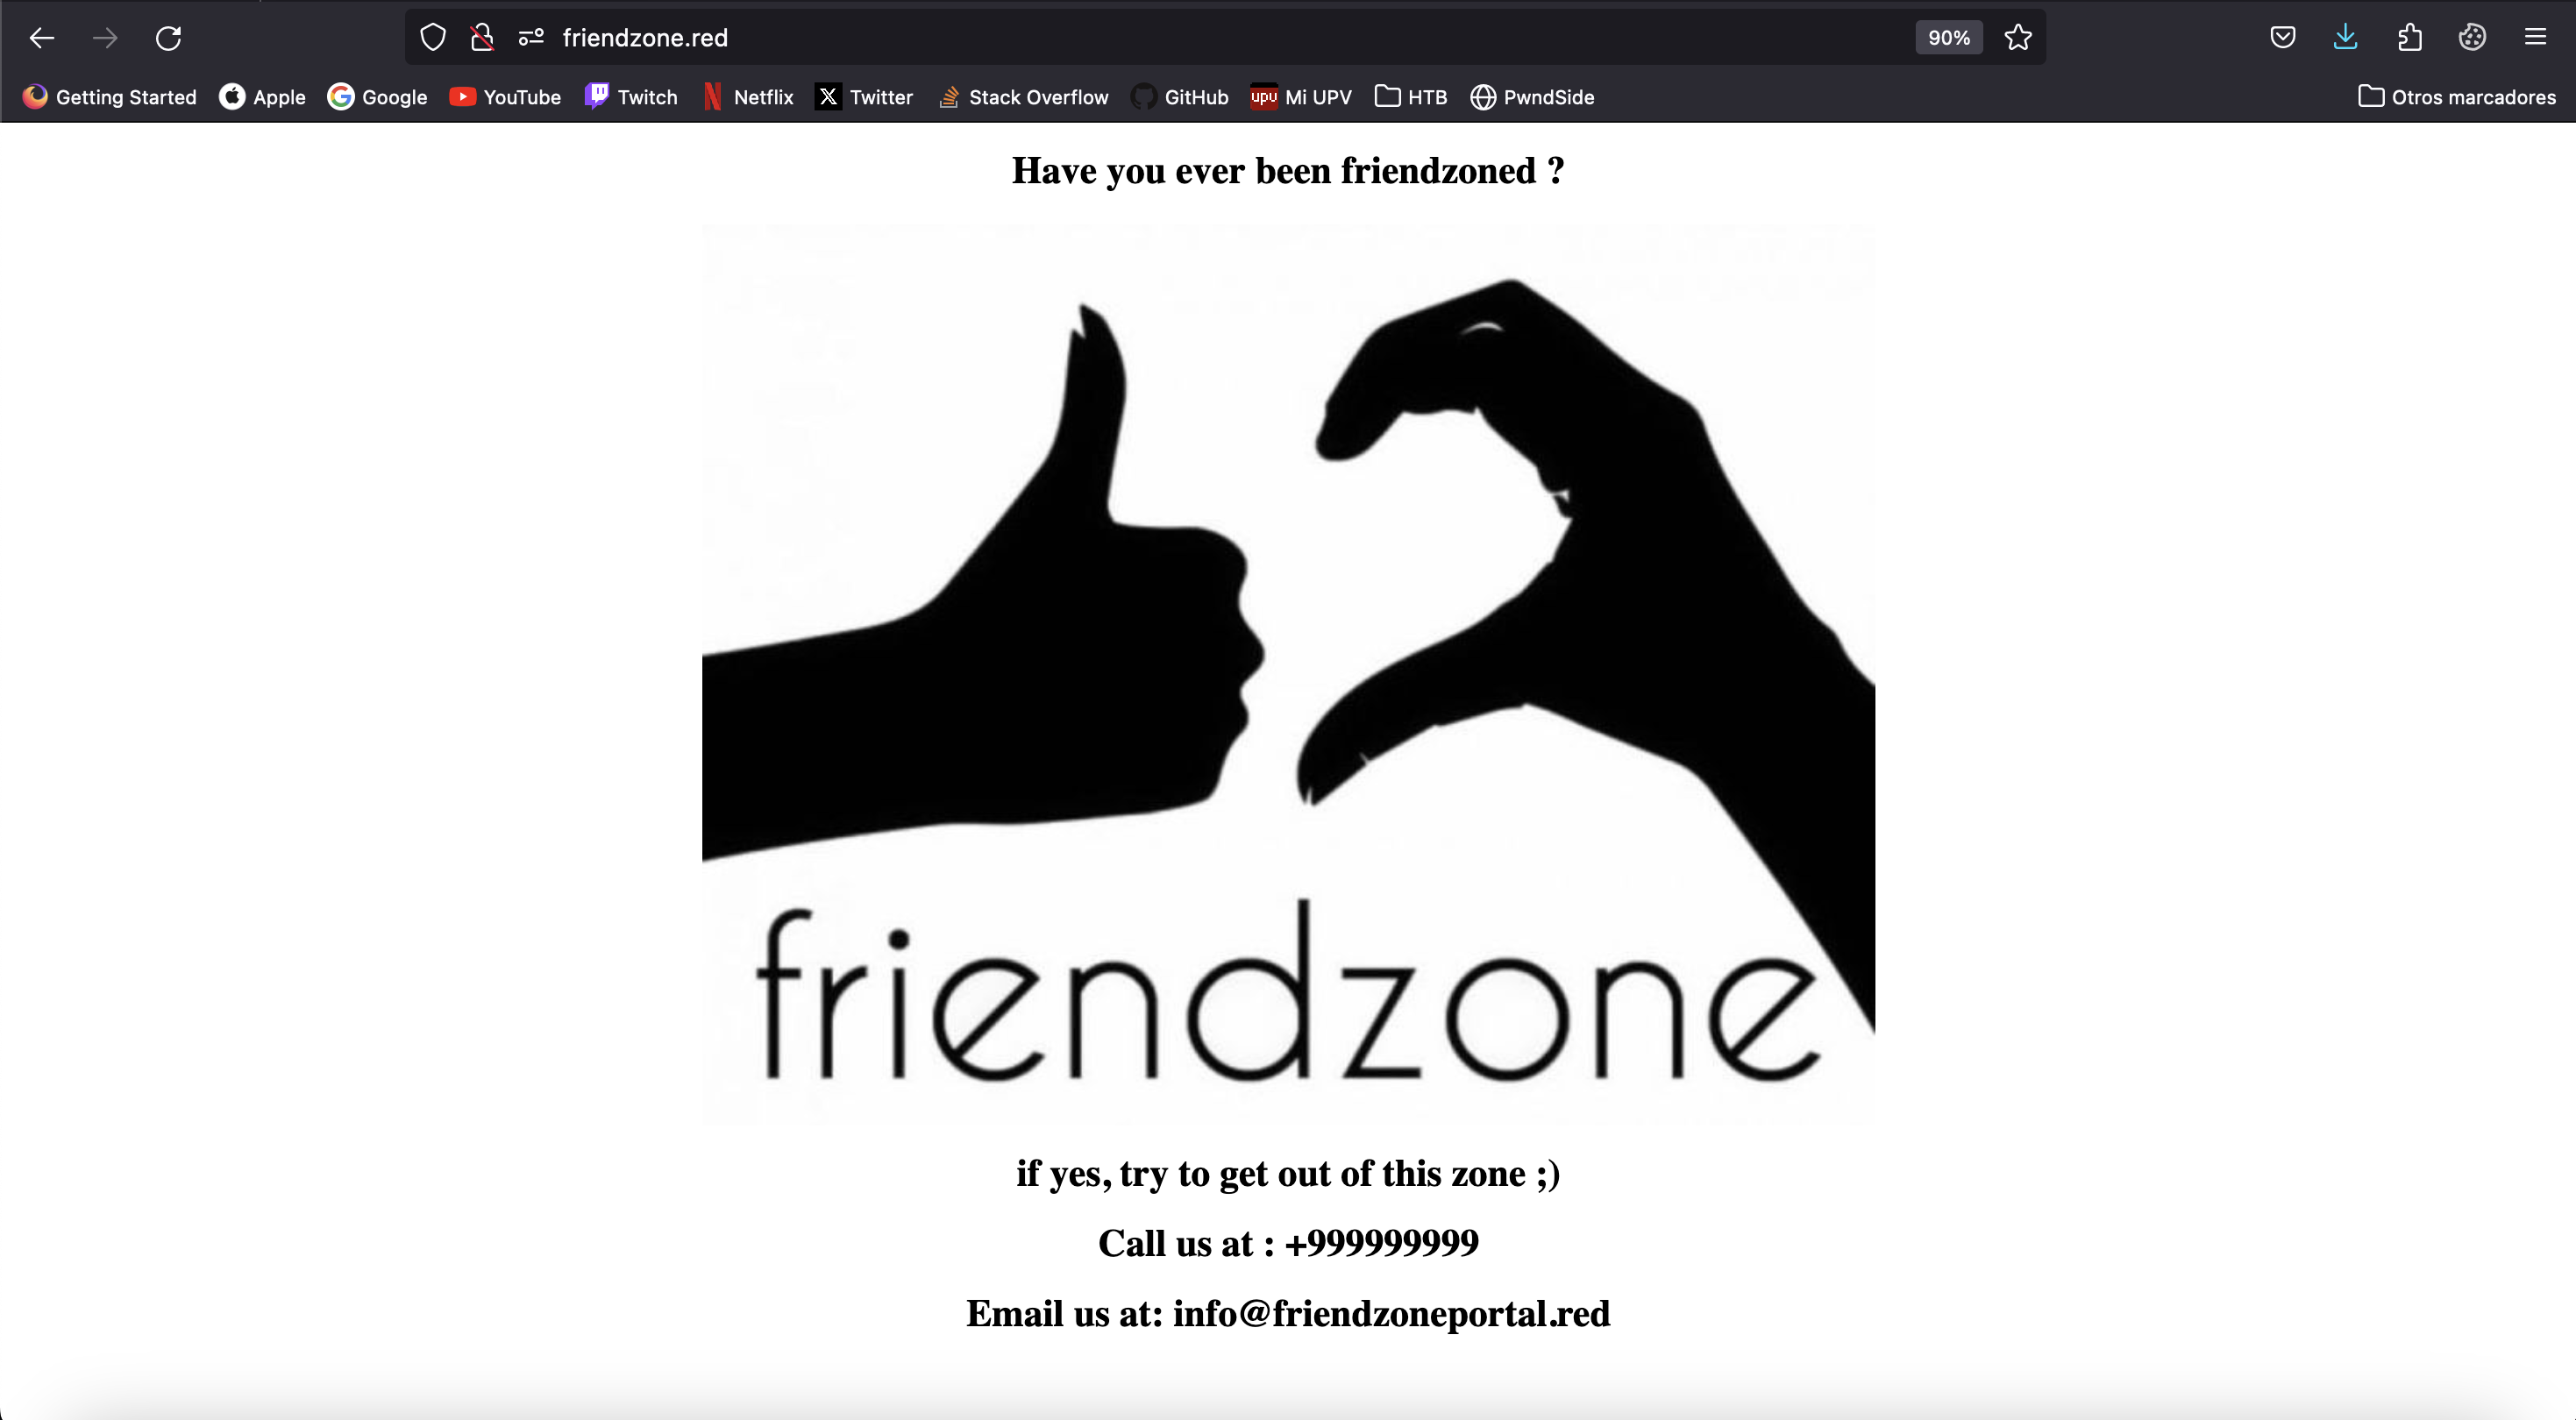 friendzone.red
90%
Getting Started Apple Google YouTube Twitch Netflix X Twitter Stack Overflow GitHub upv Mi UPV HTB PwndSide Otros marcadores
Have you ever been friendzoned ?
friendzone
if yes, try to get out of this zone ;)
Call us at : +999999999
Email us at: info@friendzoneportal.red